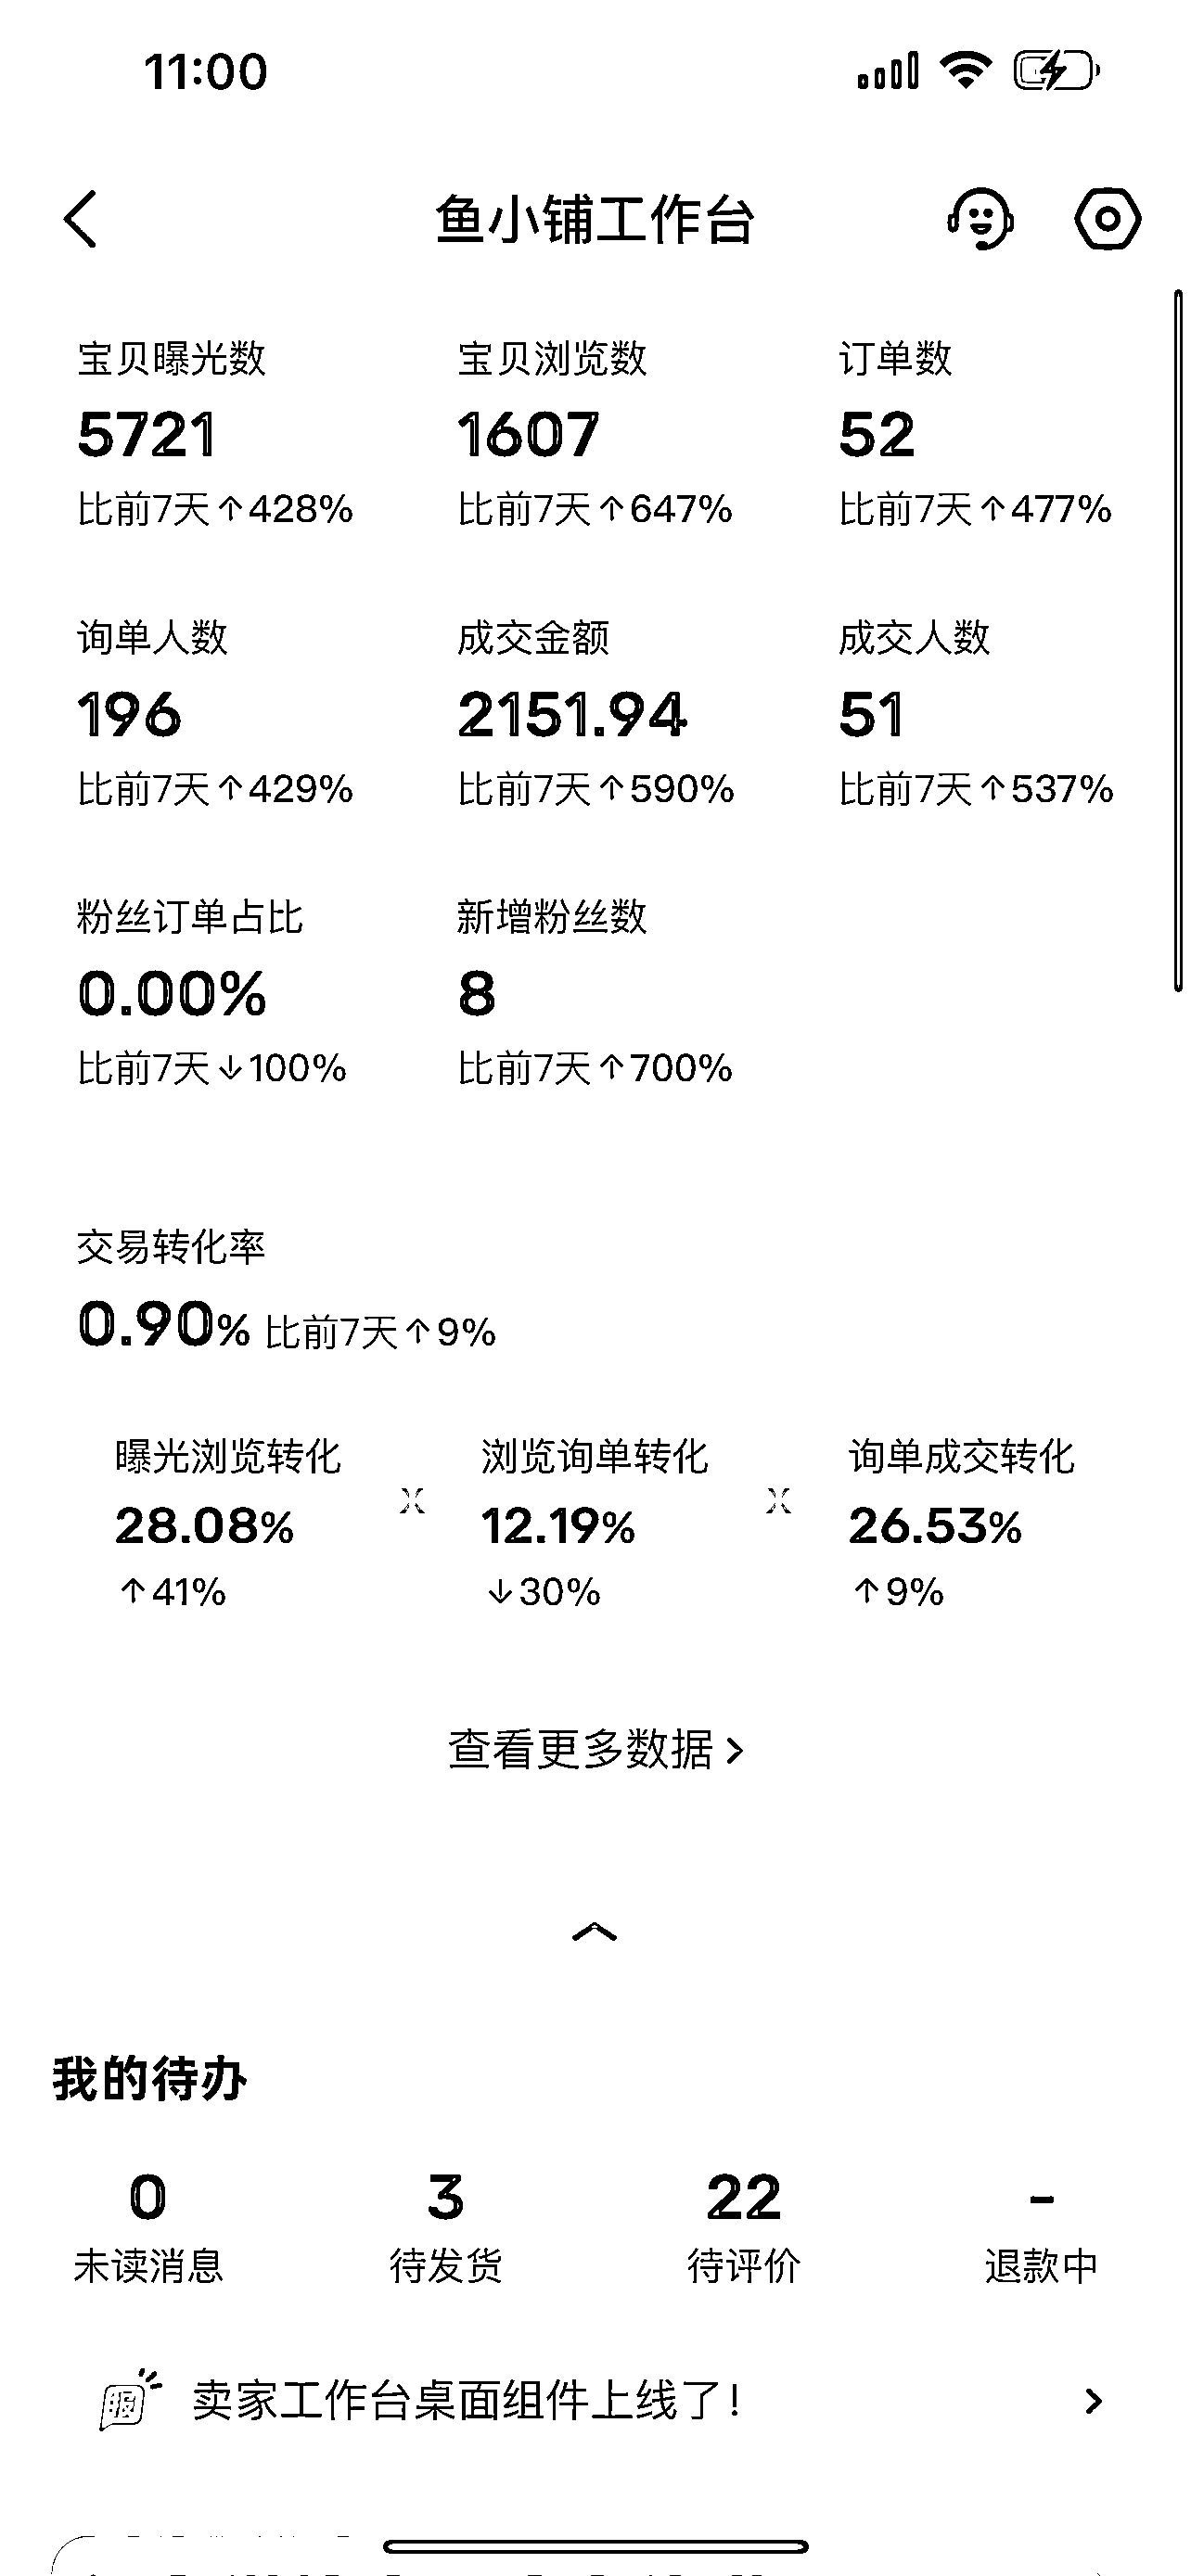 11:00
鱼小铺工作台
宝贝曝光数 宝贝浏览数 订单数
5721 1607 52
比前7天↑428% 比前7天↑647% 比前7天↑477%
询单人数 成交金额 成交人数
196 2151.94 51
比前7天↑429% 比前7天↑590% 比前7天↑537%
粉丝订单占比 新增粉丝数
0.00% 8
比前7天↓100% 比前7天↑700%
交易转化率
0.90% 比前7天↑9%
曝光浏览转化 浏览询单转化 询单成交转化
28.08% × 12.19% × 26.53%
↑41% ↓30% ↑9%
查看更多数据 >
我的待办
0 3 22 -
未读消息 待发货 待评价 退款中
报 卖家工作台桌面组件上线了!